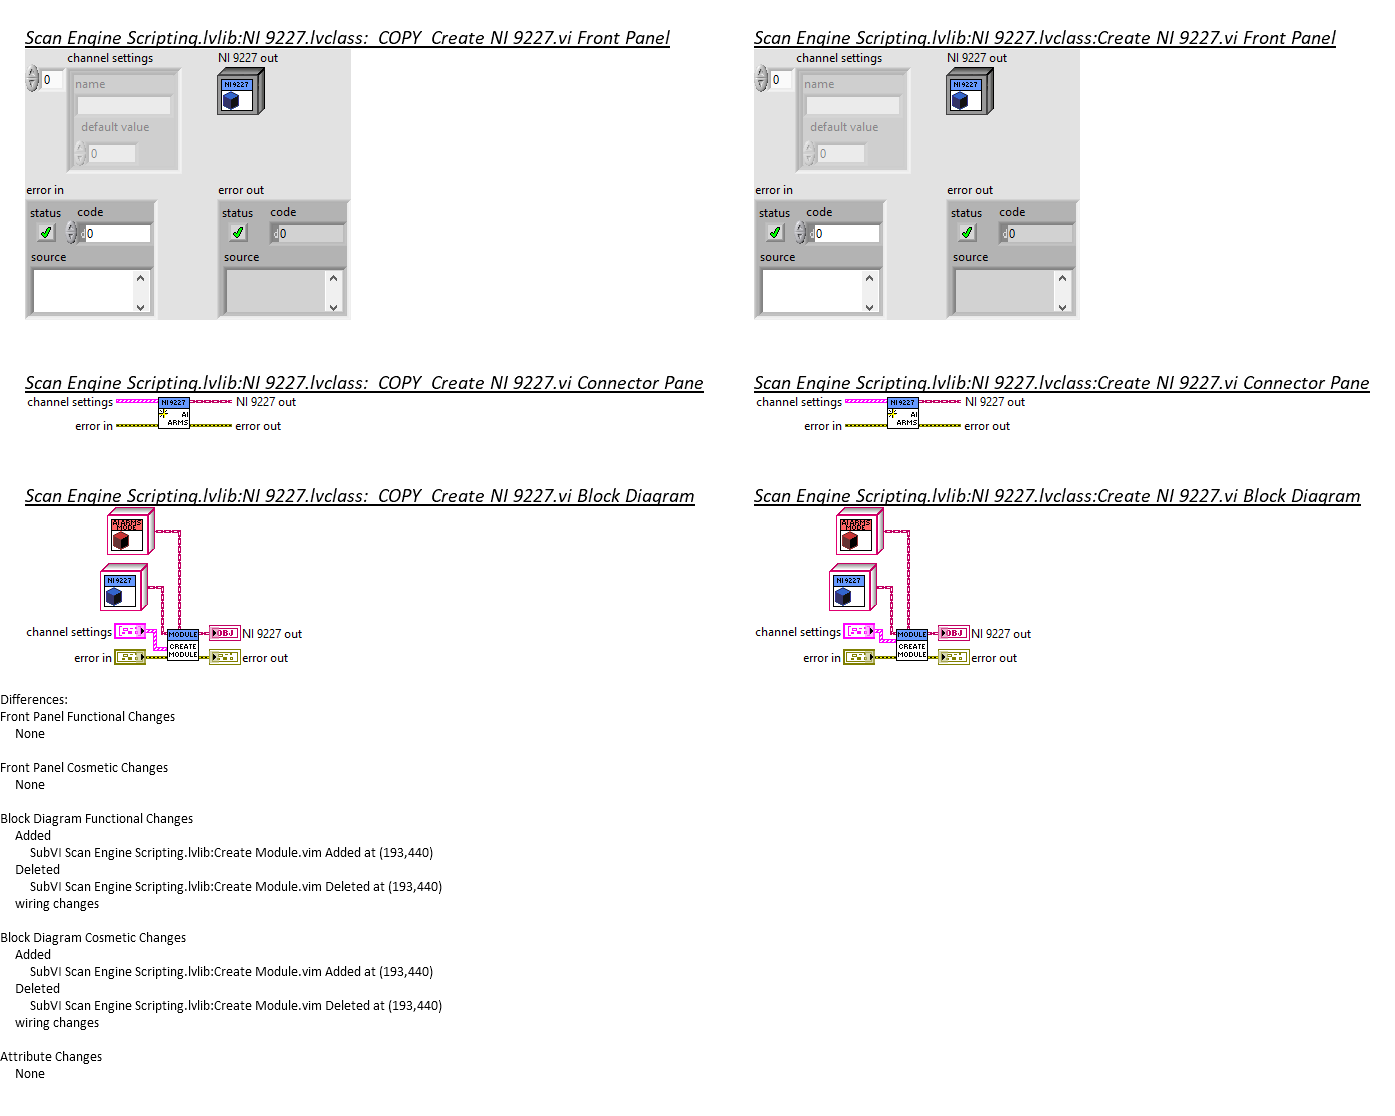 Scan Engine Scripting.lvlib:NI 9227.lvclass:_COPY_Create NI 9227.vi Front Panel
channel settings
NI 9227 out
0
name
NI 9227
default value
0
error in
error out
status
code
status
code
d 0
d 0
source
source
Scan Engine Scripting.lvlib:NI 9227.lvclass:Create NI 9227.vi Front Panel
channel settings
NI 9227 out
0
name
NI 9227
default value
0
error in
error out
status
code
status
code
d 0
d 0
source
source
Scan Engine Scripting.lvlib:NI 9227.lvclass:_COPY_Create NI 9227.vi Connector Pane
channel settings
NI 9227
NI 9227 out
AI
ARMS
error in
error out
Scan Engine Scripting.lvlib:NI 9227.lvclass:Create NI 9227.vi Connector Pane
channel settings
NI 9227
NI 9227 out
AI
ARMS
error in
error out
Scan Engine Scripting.lvlib:NI 9227.lvclass:_COPY_Create NI 9227.vi Block Diagram
AI ARMS
MODE
NI 9227
channel settings
MODULE
OBJ
NI 9227 out
CREATE
MODULE
error in
error out
Scan Engine Scripting.lvlib:NI 9227.lvclass:Create NI 9227.vi Block Diagram
AI ARMS
MODE
NI 9227
channel settings
MODULE
OBJ
NI 9227 out
CREATE
MODULE
error in
error out
Differences:
Front Panel Functional Changes
None
Front Panel Cosmetic Changes
None
Block Diagram Functional Changes
Added
SubVI Scan Engine Scripting.lvlib:Create Module.vim Added at (193,440)
Deleted
SubVI Scan Engine Scripting.lvlib:Create Module.vim Deleted at (193,440)
wiring changes
Block Diagram Cosmetic Changes
Added
SubVI Scan Engine Scripting.lvlib:Create Module.vim Added at (193,440)
Deleted
SubVI Scan Engine Scripting.lvlib:Create Module.vim Deleted at (193,440)
wiring changes
Attribute Changes
None